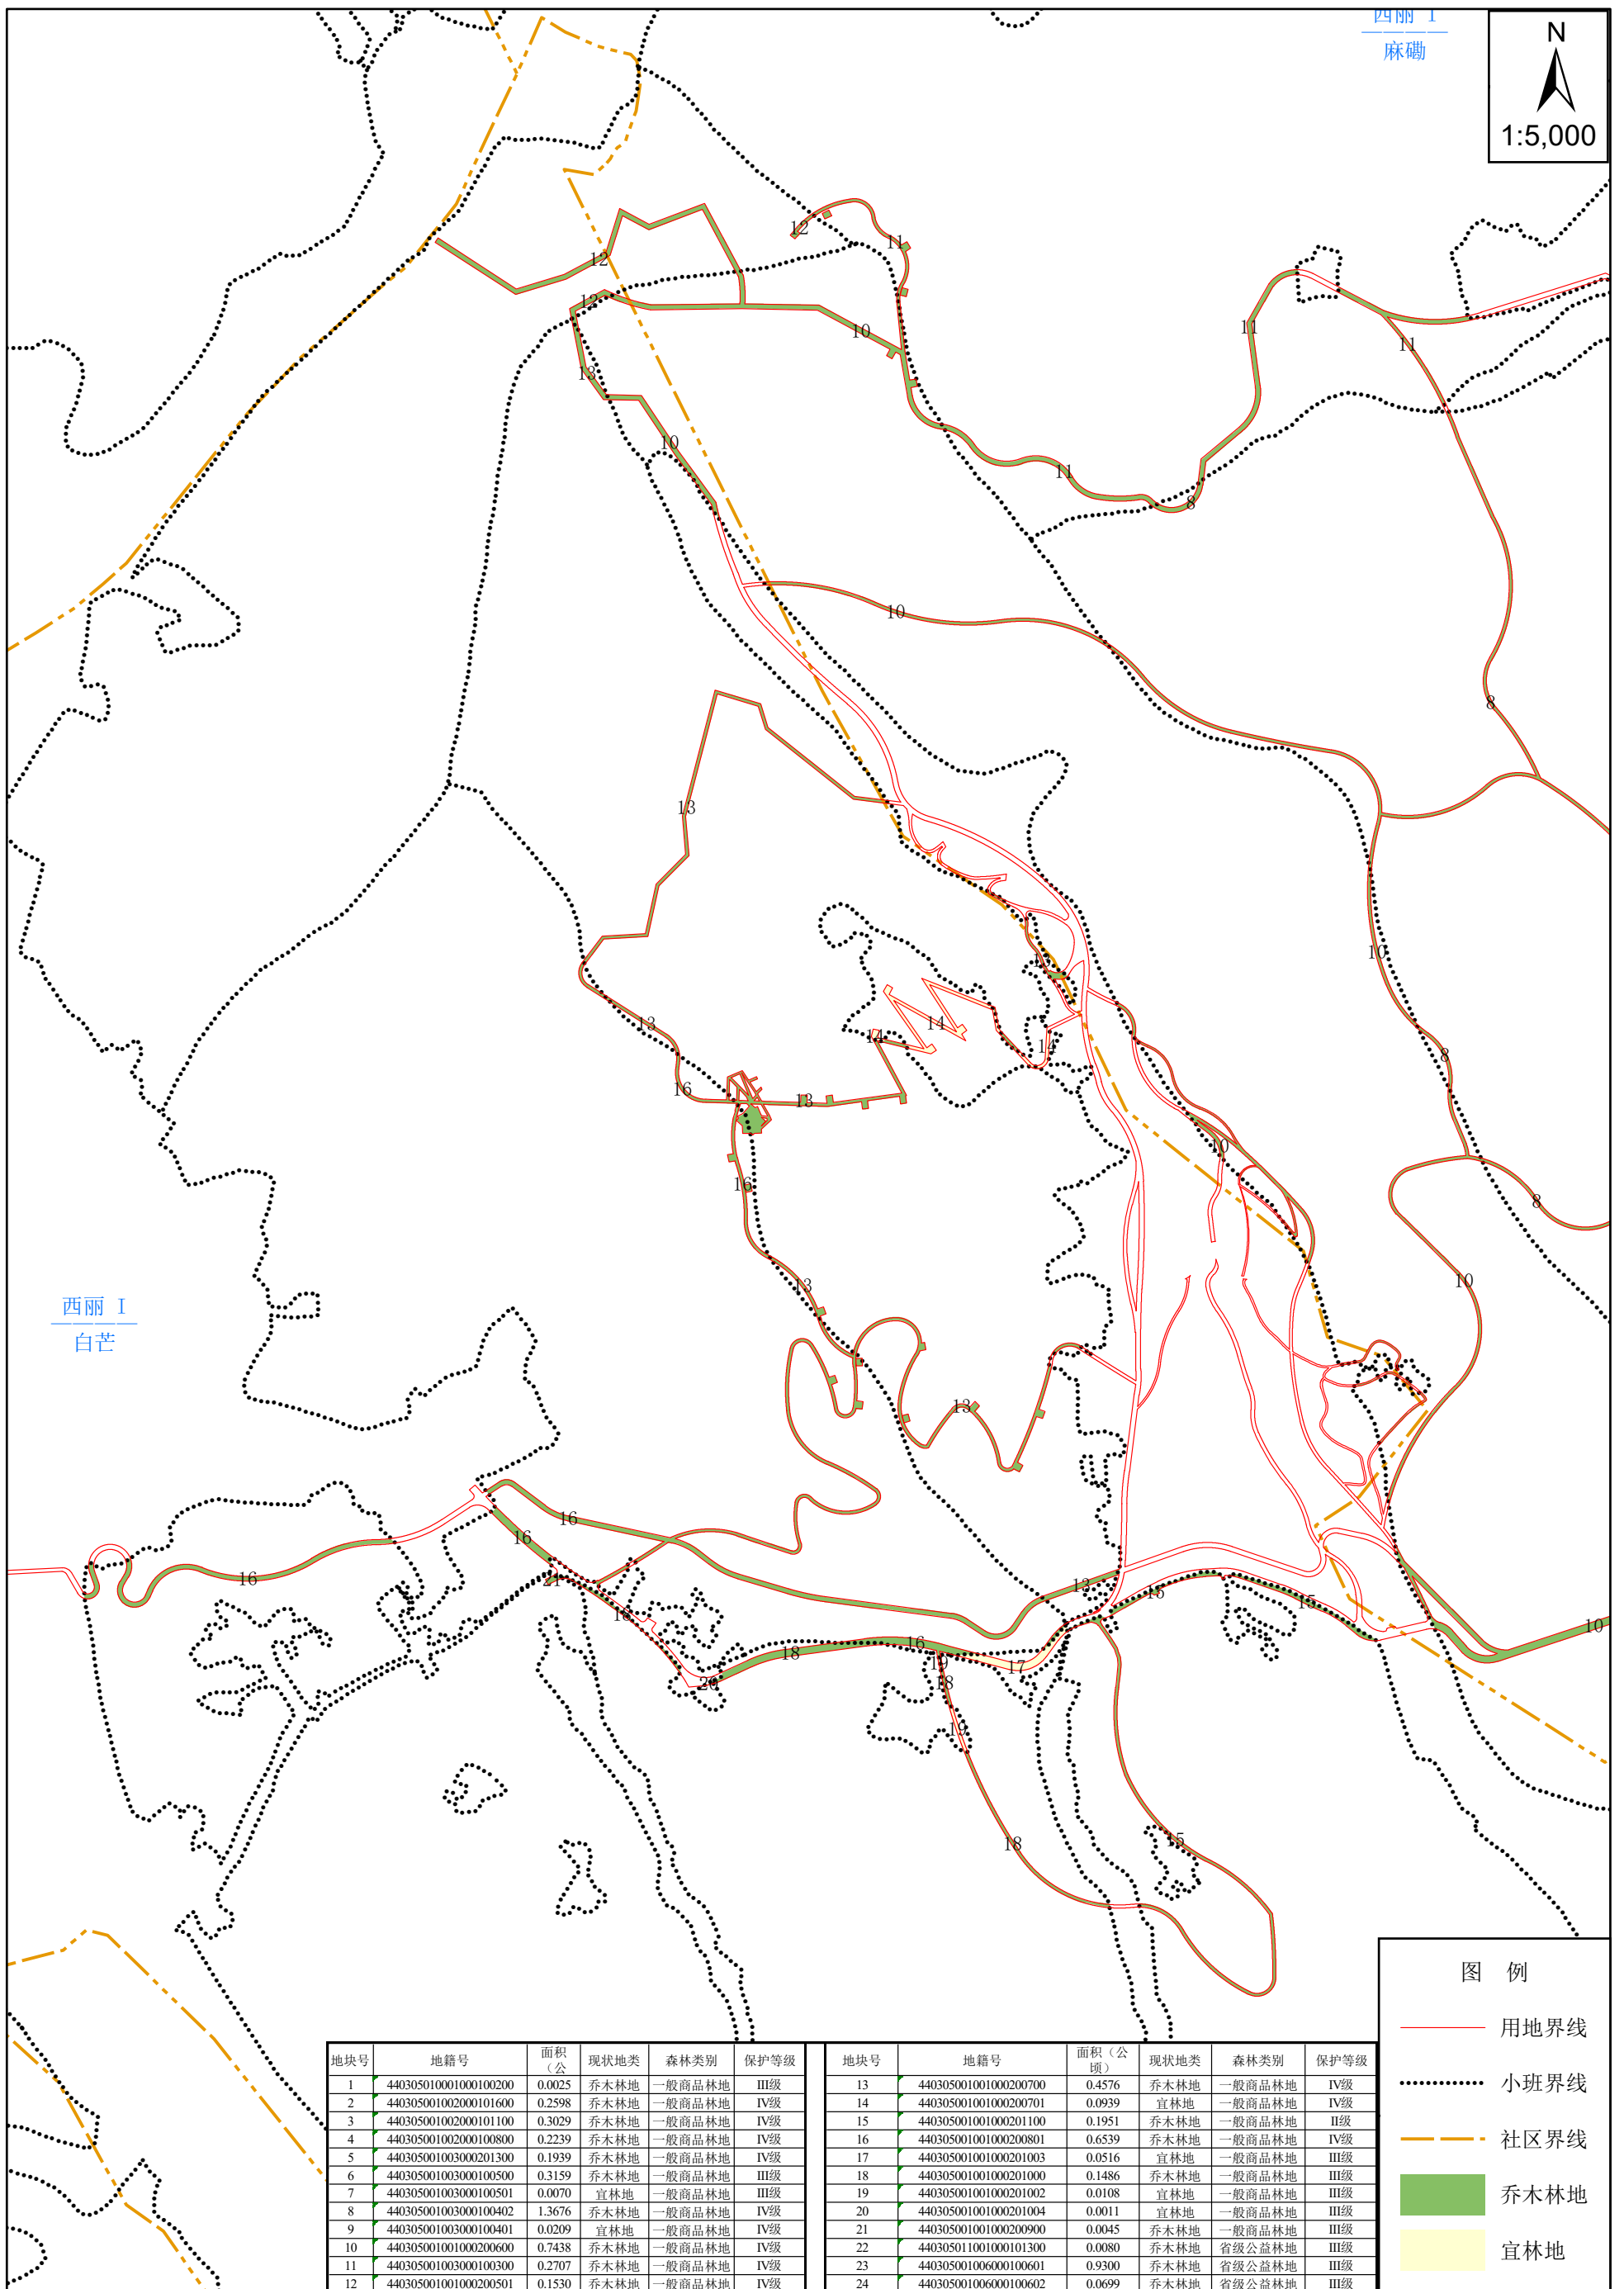 西丽 I
麻磡
N
1:5,000
12
11
12
12
10
11
11
13
10
11
8
10
8
13
10
13
14
14
14
8
16
13
10
16
8
13
10
西丽 I
白芒
13
16
16
16
21
13
15
15
18
10
16
18
19
17
20
18
19
18
15
图 例
用地界线
小班界线
社区界线
乔木林地
宜林地
地块号 地籍号 面积（公 现状地类 森林类别 保护等级
1 440305010001000100200 0.0025 乔木林地 一般商品林地 III级
2 440305001002000101600 0.2598 乔木林地 一般商品林地 IV级
3 440305001002000101100 0.3029 乔木林地 一般商品林地 IV级
4 440305001002000100800 0.2239 乔木林地 一般商品林地 IV级
5 440305001003000201300 0.1939 乔木林地 一般商品林地 IV级
6 440305001003000100500 0.3159 乔木林地 一般商品林地 III级
7 440305001003000100501 0.0070 宜林地 一般商品林地 III级
8 440305001003000100402 1.3676 乔木林地 一般商品林地 IV级
9 440305001003000100401 0.0209 宜林地 一般商品林地 IV级
10 440305001001000200600 0.7438 乔木林地 一般商品林地 IV级
11 440305001003000100300 0.2707 乔木林地 一般商品林地 IV级
12 440305001001000200501 0.1530 乔木林地 一般商品林地 IV级
地块号 地籍号 面积（公顷） 现状地类 森林类别 保护等级
13 440305001001000200700 0.4576 乔木林地 一般商品林地 IV级
14 440305001001000200701 0.0939 宜林地 一般商品林地 IV级
15 440305001001000201100 0.1951 乔木林地 一般商品林地 II级
16 440305001001000200801 0.6539 乔木林地 一般商品林地 IV级
17 440305001001000201003 0.0516 宜林地 一般商品林地 III级
18 440305001001000201000 0.1486 乔木林地 一般商品林地 III级
19 440305001001000201002 0.0108 宜林地 一般商品林地 III级
20 440305001001000201004 0.0011 宜林地 一般商品林地 III级
21 440305001001000200900 0.0045 乔木林地 一般商品林地 III级
22 440305011001000101300 0.0080 乔木林地 省级公益林地 III级
23 440305001006000100601 0.9300 乔木林地 省级公益林地 III级
24 440305001006000100602 0.0699 乔木林地 省级公益林地 III级